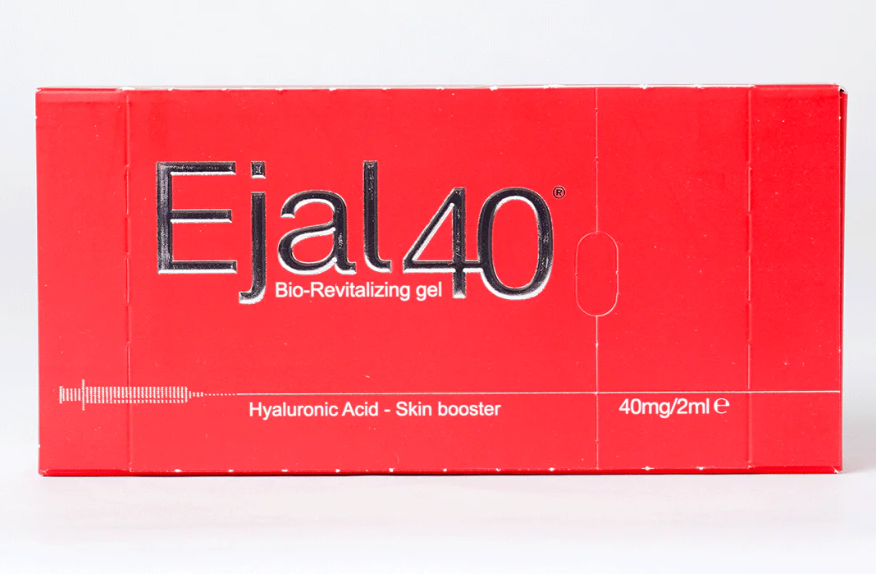 Ejal40®
Bio-Revitalizing gel
Hyaluronic Acid - Skin booster
40mg/2ml ℮